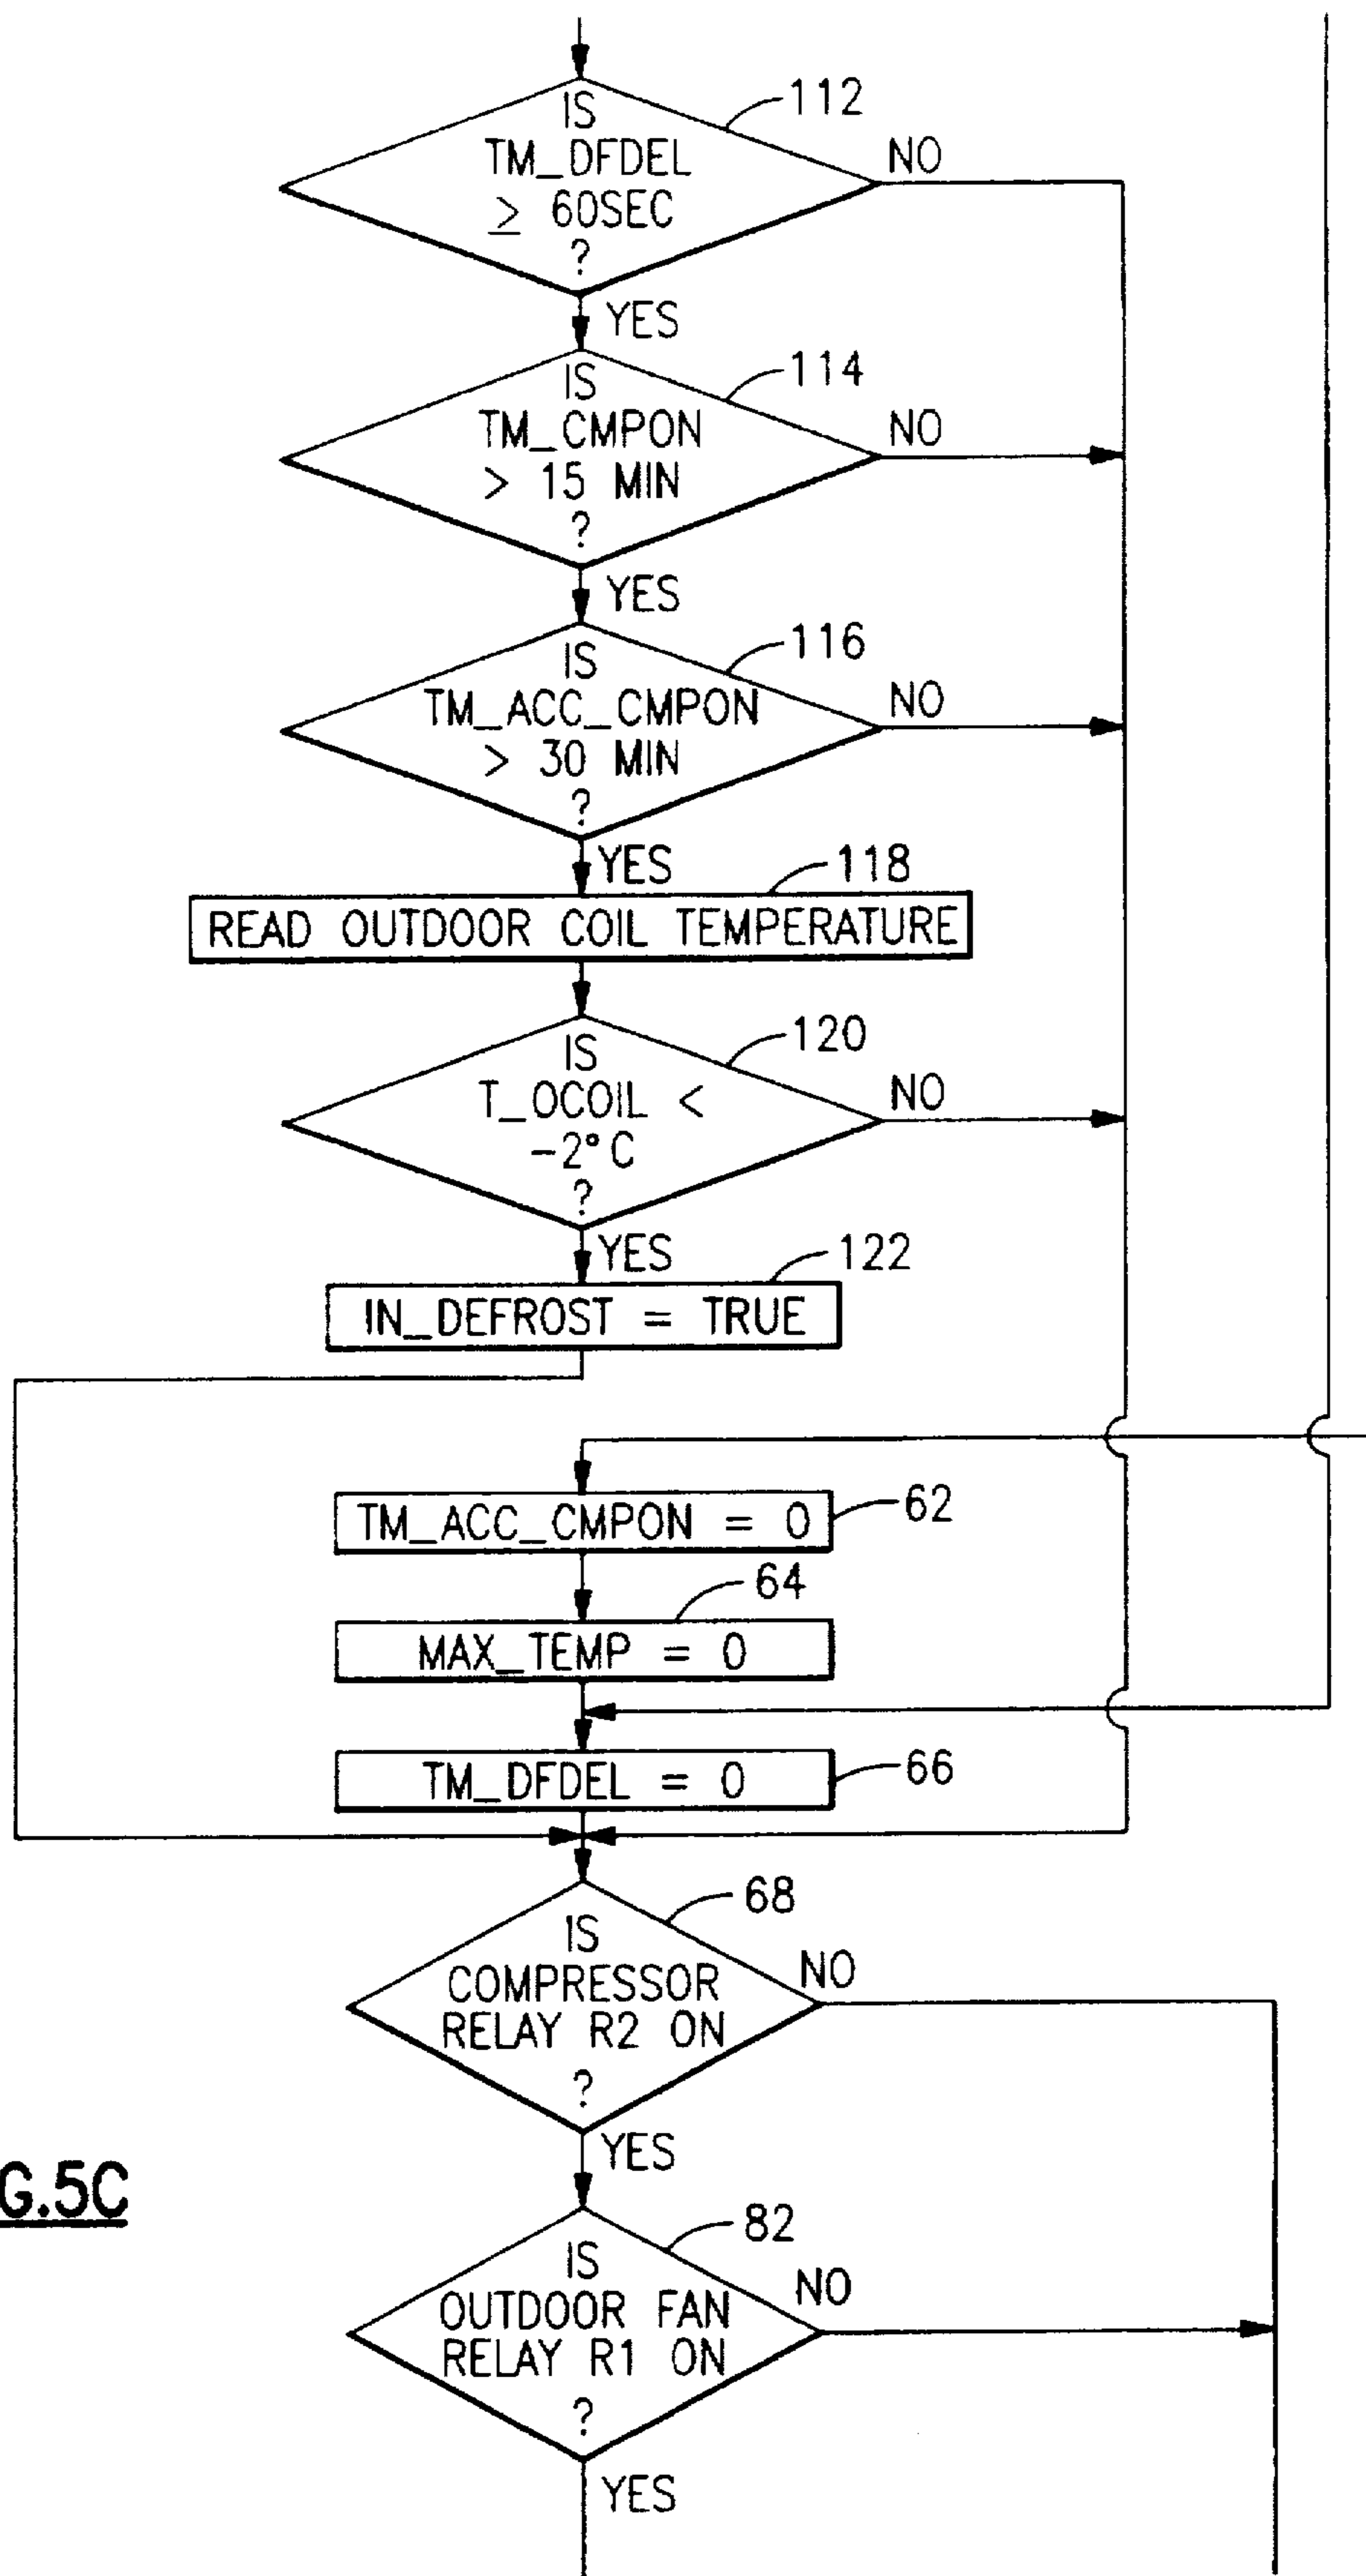 112
IS
TM_DFDEL
≥ 60SEC
?
NO
YES
114
IS
TM_CMPON
> 15 MIN
?
NO
YES
116
IS
TM_ACC_CMPON
> 30 MIN
?
NO
YES
118
READ OUTDOOR COIL TEMPERATURE
120
IS
T_OCOIL <
-2°C
?
NO
YES
122
IN_DEFROST = TRUE
TM_ACC_CMPON = 0
62
64
MAX_TEMP = 0
TM_DFDEL = 0
66
68
IS
COMPRESSOR
RELAY R2 ON
?
NO
YES
G.5C
82
IS
OUTDOOR FAN
RELAY R1 ON
?
NO
YES